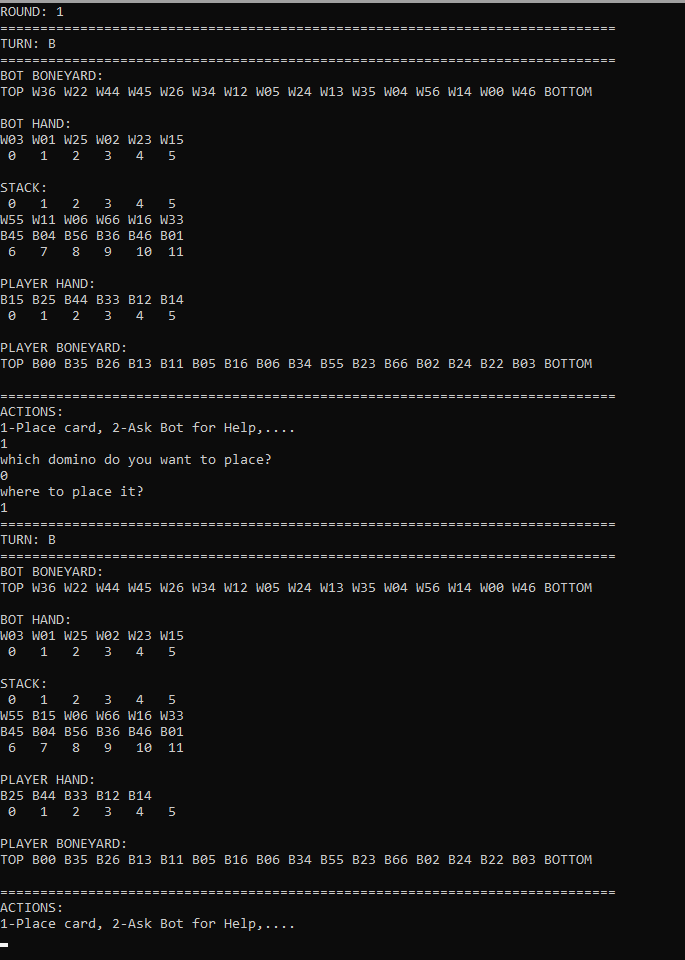 ROUND: 1
=============================================================================
TURN: B
=============================================================================
BOT BONEYARD:
TOP W36 W22 W44 W45 W26 W34 W12 W05 W24 W13 W35 W04 W56 W14 W00 W46 BOTTOM
BOT HAND:
W03 W01 W25 W02 W23 W15
0 1 2 3 4 5
STACK:
0 1 2 3 4 5
W55 W11 W06 W66 W16 W33
B45 B04 B56 B36 B46 B01
6 7 8 9 10 11
PLAYER HAND:
B15 B25 B44 B33 B12 B14
0 1 2 3 4 5
PLAYER BONEYARD:
TOP B00 B35 B26 B13 B11 B05 B16 B06 B34 B55 B23 B66 B02 B24 B22 B03 BOTTOM
=============================================================================
ACTIONS:
1-Place card, 2-Ask Bot for Help,....
1
which domino do you want to place?
0
where to place it?
1
=============================================================================
TURN: B
=============================================================================
BOT BONEYARD:
TOP W36 W22 W44 W45 W26 W34 W12 W05 W24 W13 W35 W04 W56 W14 W00 W46 BOTTOM
BOT HAND:
W03 W01 W25 W02 W23 W15
0 1 2 3 4 5
STACK:
0 1 2 3 4 5
W55 B15 W06 W66 W16 W33
B45 B04 B56 B36 B46 B01
6 7 8 9 10 11
PLAYER HAND:
B25 B44 B33 B12 B14
0 1 2 3 4 5
PLAYER BONEYARD:
TOP B00 B35 B26 B13 B11 B05 B16 B06 B34 B55 B23 B66 B02 B24 B22 B03 BOTTOM
=============================================================================
ACTIONS:
1-Place card, 2-Ask Bot for Help,....